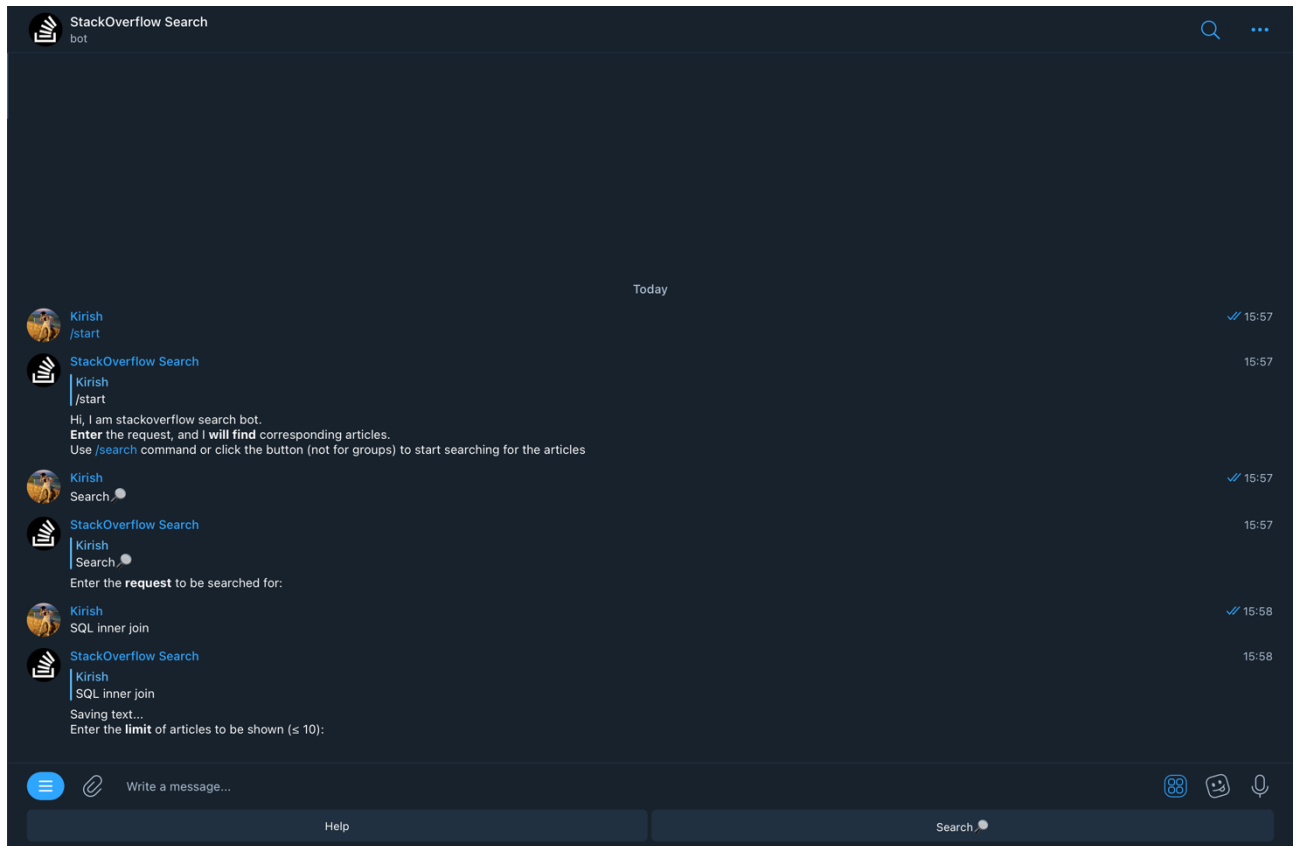 StackOverflow Search
bot
Today
Kirish
15:57
/start
StackOverflow Search
15:57
Kirish
/start
Hi, I am stackoverflow search bot.
Enter the request, and I will find corresponding articles.
Use /search command or click the button (not for groups) to start searching for the articles
Kirish
15:57
Search🔎
StackOverflow Search
15:57
Kirish
Search🔎
Enter the request to be searched for:
Kirish
15:58
SQL inner join
StackOverflow Search
15:58
Kirish
SQL inner join
Saving text...
Enter the limit of articles to be shown (≤ 10):
Write a message...
Help
Search🔎